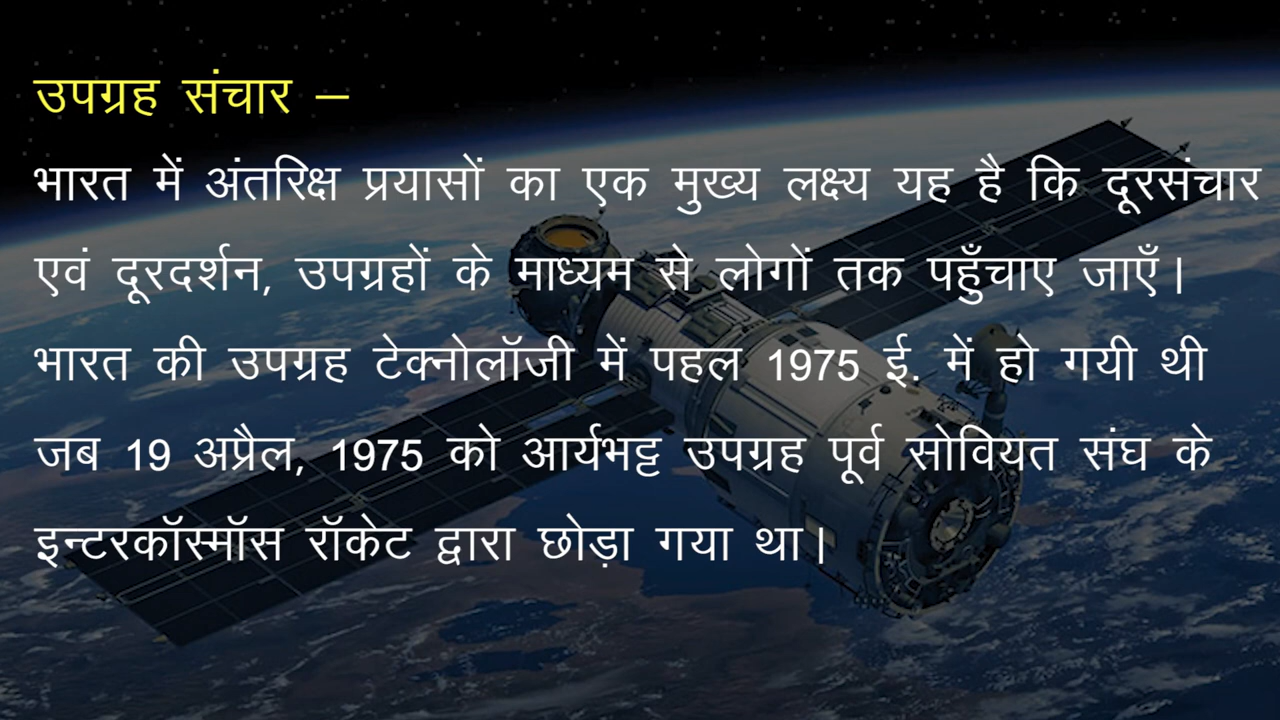 उपग्रह संचार –
भारत में अंतरिक्ष प्रयासों का एक मुख्य लक्ष्य यह है कि दूरसंचार
एवं दूरदर्शन, उपग्रहों के माध्यम से लोगों तक पहुँचाए जाएँ।
भारत की उपग्रह टेक्नोलॉजी में पहल 1975 ई. में हो गयी थी
जब 19 अप्रैल, 1975 को आर्यभट्ट उपग्रह पूर्व सोवियत संघ के
इन्टरकॉस्मॉस रॉकेट द्वारा छोड़ा गया था।